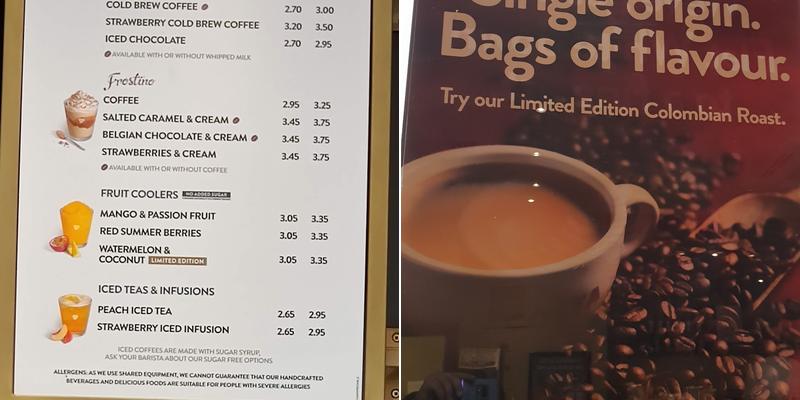 COLD BREW COFFEE 2.70 3.00
STRAWBERRY COLD BREW COFFEE 3.20 3.50
ICED CHOCOLATE 2.70 2.95
AVAILABLE WITH OR WITHOUT WHIPPED MILK
Frostino
COFFEE 2.95 3.25
SALTED CARAMEL & CREAM 3.45 3.75
BELGIAN CHOCOLATE & CREAM 3.45 3.75
STRAWBERRIES & CREAM 3.45 3.75
AVAILABLE WITH OR WITHOUT COFFEE
FRUIT COOLERS NO ADDED SUGAR
MANGO & PASSION FRUIT 3.05 3.35
RED SUMMER BERRIES 3.05 3.35
WATERMELON &
COCONUT LIMITED EDITION 3.05 3.35
ICED TEAS & INFUSIONS
PEACH ICED TEA 2.65 2.95
STRAWBERRY ICED INFUSION 2.65 2.95
ICED COFFEES ARE MADE WITH SUGAR SYRUP,
ASK YOUR BARISTA ABOUT OUR SUGAR FREE OPTIONS
ALLERGENS: AS WE USE SHARED EQUIPMENT, WE CANNOT GUARANTEE THAT OUR HANDCRAFTED
BEVERAGES AND DELICIOUS FOODS ARE SUITABLE FOR PEOPLE WITH SEVERE ALLERGIES
Single origin.
Bags of flavour.
Try our Limited Edition Colombian Roast.